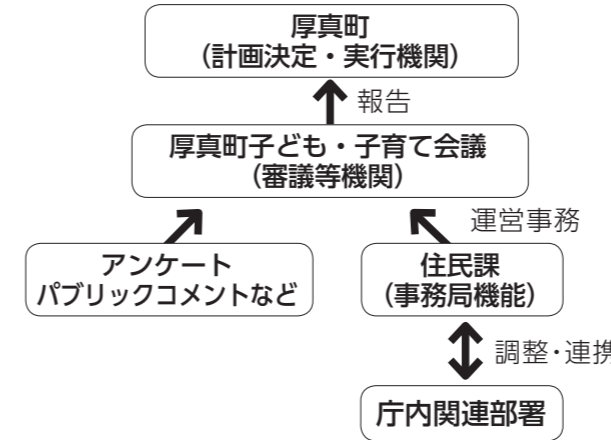 厚真町
（計画決定・実行機関）
報告
厚真町子ども・子育て会議
（審議等機関）
運営事務
アンケート
パブリックコメントなど
住民課
（事務局機能）
調整・連携
庁内関連部署